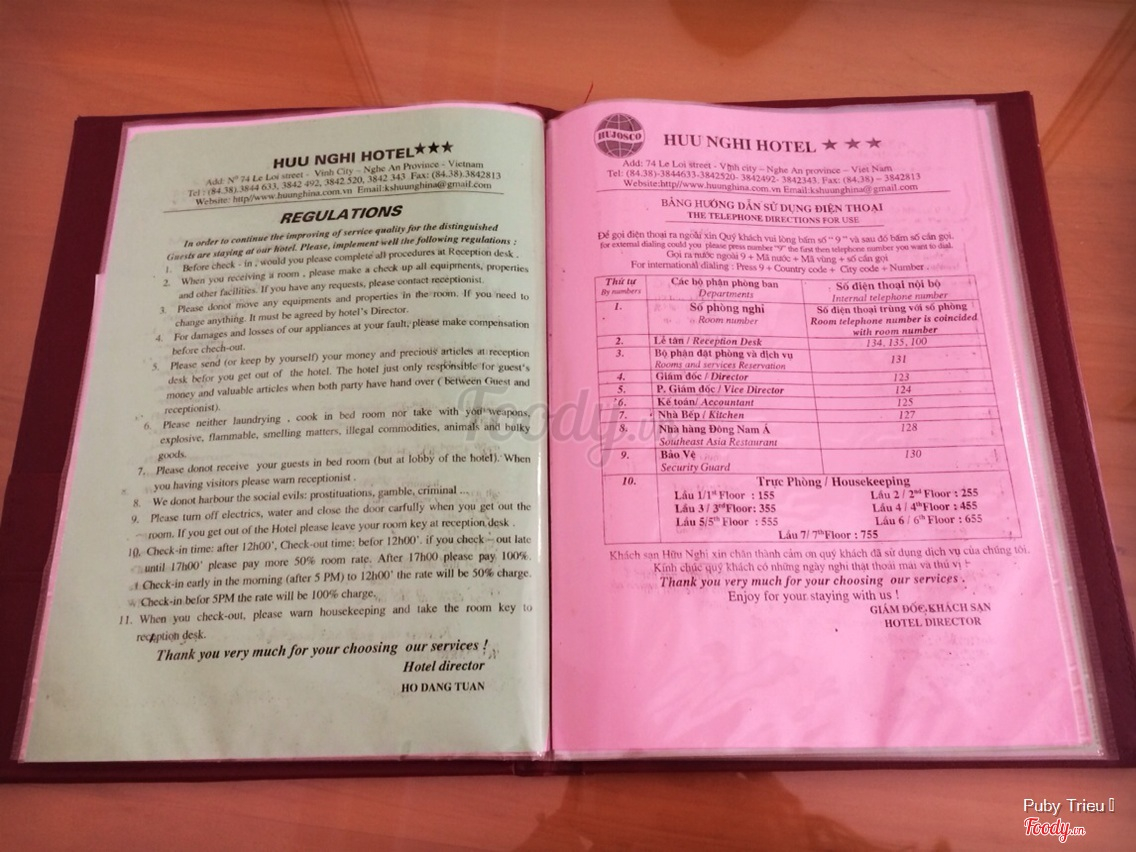 HUU NGHI HOTEL★★★
Add: Nº 74 Le Loi street - Vinh City – Nghe An Province - Vietnam
Tel : (84.38).3844 633, 3842 492, 3842.520, 3842.343 Fax: (84.38).3842813
Website: http//www.huunghina.com.vn Email:kshuunghina@gmail.com
REGULATIONS
In order to continue the improving of service quality for the distinguished
Guests are staying at our hotel. Please, implement well the following regulations :
1. Before check - in , would you please complete all procedures at Reception desk .
2. When you receiving a room , please make a check up all equipments, properties
and other facilities. If you have any requests, please contact receptionist.
3. Please donot move any equipments and properties in the room. If you need to
change anything. It must be agreed by hotel's Director.
4. For damages and losses of our appliances at your fault, please make compensation
before chech-out.
5. Please send (or keep by yourself) your money and precious articles at reception
desk befor you get out of the hotel. The hotel just only responsible for guest's
money and valuable articles when both party have hand over ( between Guest and
receptionist).
6. Please neither laundrying , cook in bed room nor take with you weapons,
explosive, flammable, smelling matters, illegal commodities, animals and bulky
goods.
7. Please donot receive your guests in bed room (but at lobby of the hotel). When
you having visitors please warn receptionist .
8. We donot harbour the social evils: prostituations, gamble, criminal ...
9. Please turn off electrics, water and close the door carfully when you get out the
room. If you get out of the Hotel please leave your room key at reception desk .
10. Check-in time: after 12h00', Check-out time: befor 12h00'. if you check – out late
until 17h00' please pay more 50% room rate. After 17h00 please pay 100%.
Check-in early in the morning (after 5 PM) to 12h00' the rate will be 50% charge.
Check-in befor 5PM the rate will be 100% charge.
11. When you check-out, please warn housekeeping and take the room key to
reception desk.
Thank you very much for your choosing our services !
Hotel director
HO DANG TUAN
HUJOSCO
HUU NGHI HOTEL ★ ★ ★
Add: 74 Le Loi street - Vinh city – Nghe An province – Viet Nam
Tel: (84.38)-3844633-3842520- 3842492- 3842343. Fax: (84.38) – 3842813
Website:http//www.huunghina.com.vn Email:kshuunghina@gmail.com
BẢNG HƯỚNG DẪN SỬ DỤNG ĐIỆN THOẠI
THE TELEPHONE DIRECTIONS FOR USE
Để gọi điện thoại ra ngoài xin Quý khách vui lòng bấm số " 9 " và sau đó bấm số cần gọi.
for external dialing could you please press number "9" the first then telephone number you want to dial.
Gọi ra nước ngoài 9 + Mã nước + Mã vùng + số cần gọi
For international dialing : Press 9 + Country code + City code + Number
Thứ tự Các bộ phận phòng ban Số điện thoại nội bộ
By numbers Departments Internal telephone number
1. Số phòng nghỉ Số điện thoại trùng với số phòng
Room number Room telephone number is coincided
with room number
2. Lễ tân / Reception Desk 134, 135, 100
3. Bộ phận đặt phòng và dịch vụ 131
Rooms and services Reservation
4. Giám đốc / Director 123
5. P. Giám đốc / Vice Director 124
6. Kế toán/ Accountant 125
7. Nhà Bếp / Kitchen 127
8. Nhà hàng Đông Nam Á 128
Southeast Asia Restaurant
9. Bảo Vệ 130
Security Guard
10. Trực Phòng / Housekeeping
Lầu 1/1st Floor : 155 Lầu 2 / 2nd Floor : 255
Lầu 3 / 3rdFloor: 355 Lầu 4 / 4thFloor : 455
Lầu 5/5th Floor : 555 Lầu 6 / 6th Floor : 655
Lầu 7/ 7thFloor : 755
Khách sạn Hữu Nghị xin chân thành cảm ơn quý khách đã sử dụng dịch vụ của chúng tôi.
Kính chúc quý khách có những ngày nghỉ thật thoải mái và thú vị !
Thank you very much for your choosing our services .
Enjoy for your staying with us !
GIÁM ĐỐC KHÁCH SẠN
HOTEL DIRECTOR
Foody.vn
Puby Trieu
Foody.vn